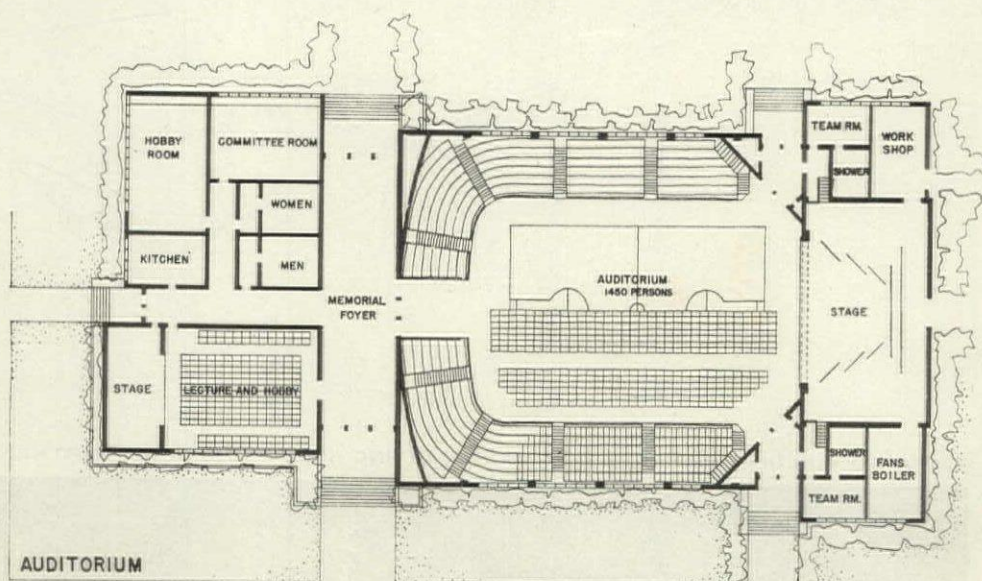 HOBBY
ROOM
COMMITTEE ROOM
WOMEN
MEN
KITCHEN
MEMORIAL
FOYER
STAGE
LECTURE AND HOBBY
AUDITORIUM
1450 PERSONS
TEAM RM.
WORK
SHOP
SHOWER
STAGE
SHOWER
FANS
BOILER
TEAM RM.
AUDITORIUM